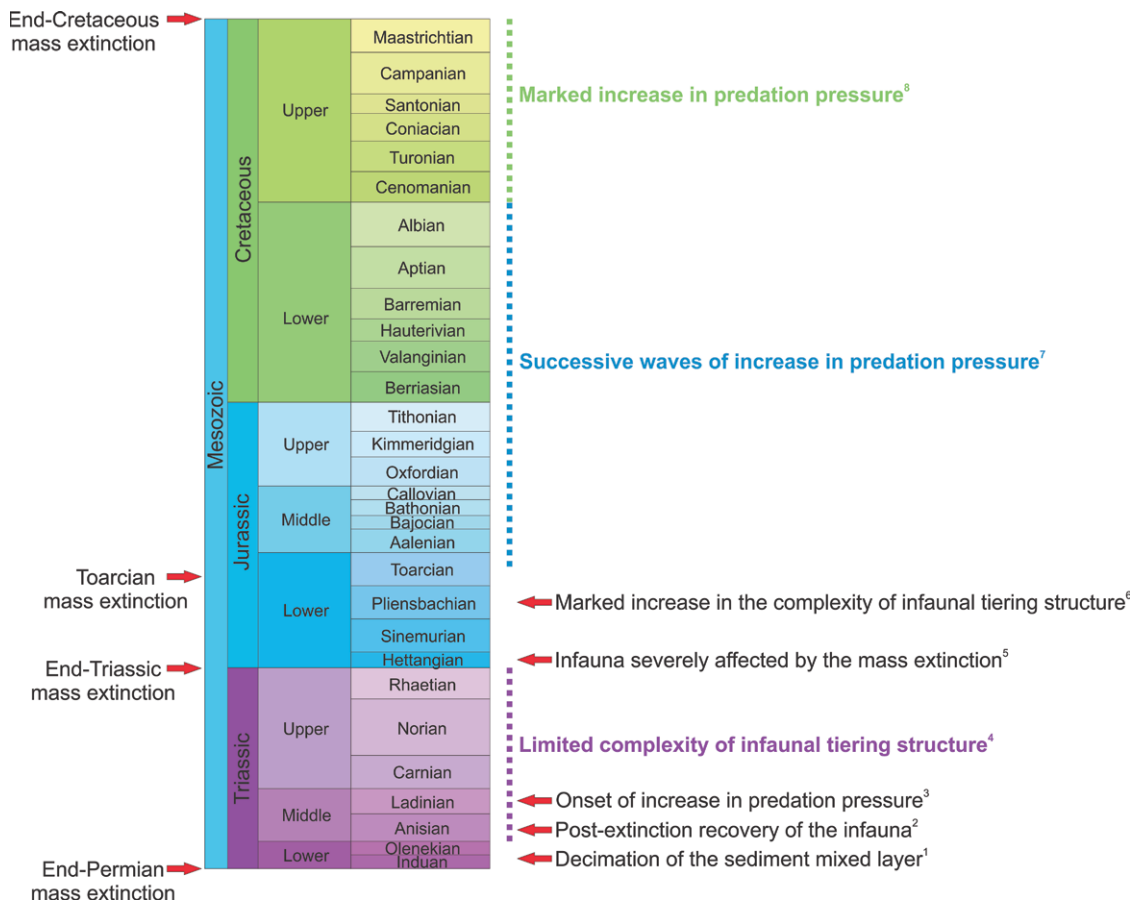 End-Cretaceous
mass extinction
Toarcian
mass extinction
End-Triassic
mass extinction
End-Permian
mass extinction
Mesozoic
Cretaceous
Jurassic
Triassic
Upper
Lower
Upper
Middle
Lower
Upper
Middle
Lower
Maastrichtian
Campanian
Santonian
Coniacian
Turonian
Cenomanian
Albian
Aptian
Barremian
Hauterivian
Valanginian
Berriasian
Tithonian
Kimmeridgian
Oxfordian
Callovian
Bathonian
Bajocian
Aalenian
Toarcian
Pliensbachian
Sinemurian
Hettangian
Rhaetian
Norian
Carnian
Ladinian
Anisian
Olenekian
Induan
Marked increase in predation pressure⁸
Successive waves of increase in predation pressure⁷
Marked increase in the complexity of infaunal tiering structure⁶
Infauna severely affected by the mass extinction⁵
Limited complexity of infaunal tiering structure⁴
Onset of increase in predation pressure³
Post-extinction recovery of the infauna²
Decimation of the sediment mixed layer¹